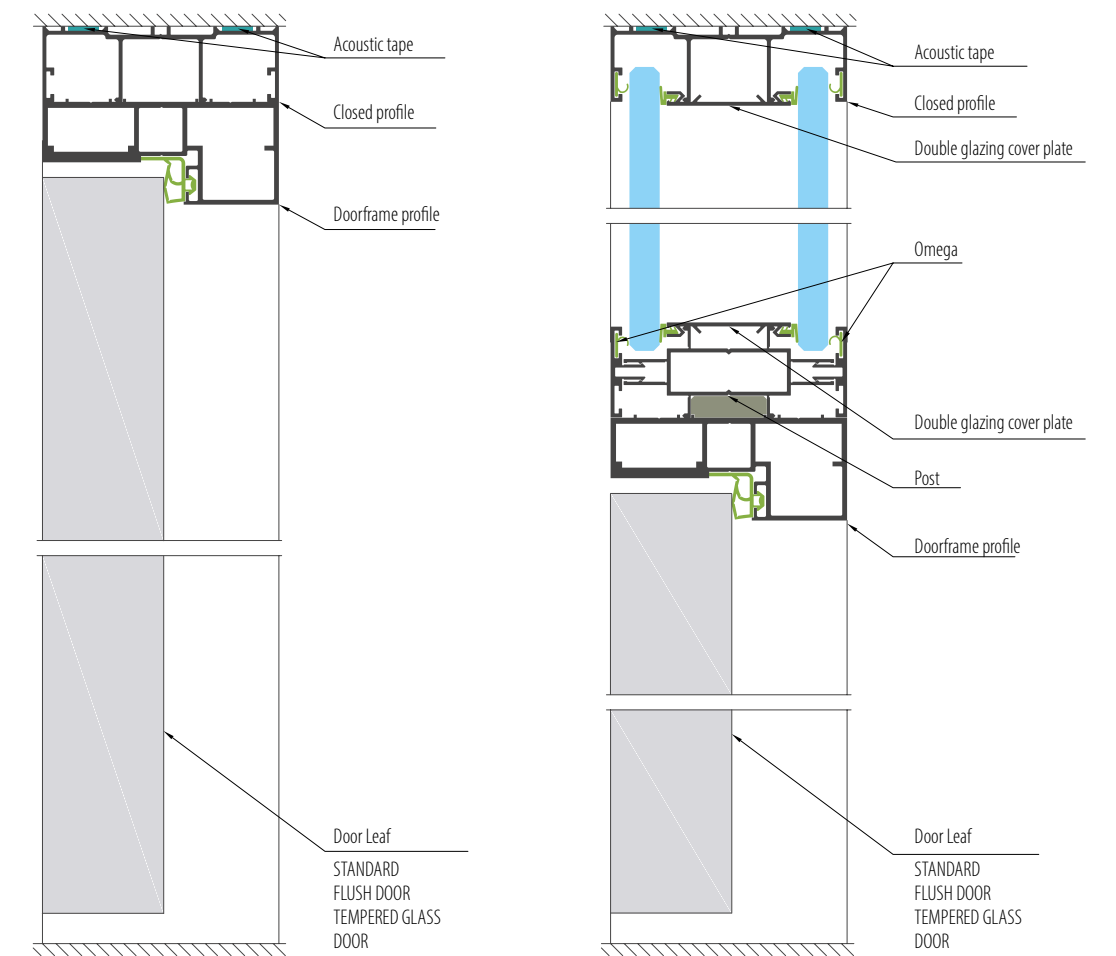 Acoustic tape
Closed profile
Doorframe profile
Door Leaf
STANDARD
FLUSH DOOR
TEMPERED GLASS
DOOR
Acoustic tape
Closed profile
Double glazing cover plate
Omega
Double glazing cover plate
Post
Doorframe profile
Door Leaf
STANDARD
FLUSH DOOR
TEMPERED GLASS
DOOR